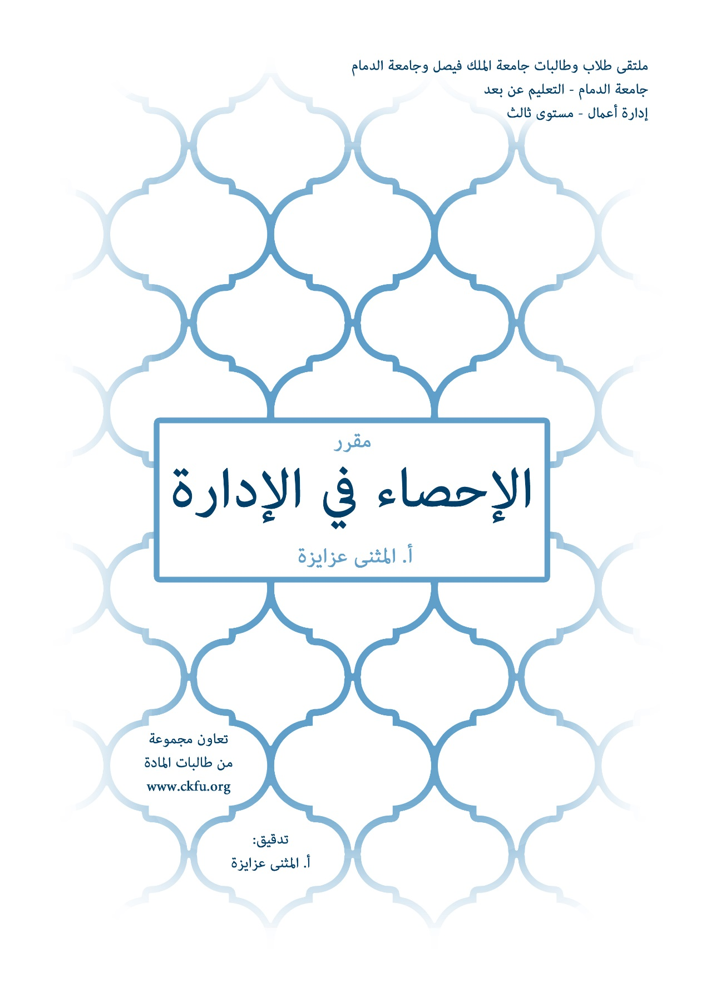 ملتقى طلاب وطالبات جامعة الملك فيصل وجامعة الدمام
جامعة الدمام - التعليم عن بعد
إدارة أعمال - مستوى ثالث
مقرر
الإحصاء في الإدارة
أ. المثنى عزايزة
تعاون مجموعة
من طالبات المادة
www.ckfu.org
تدقيق:
أ. المثنى عزايزة